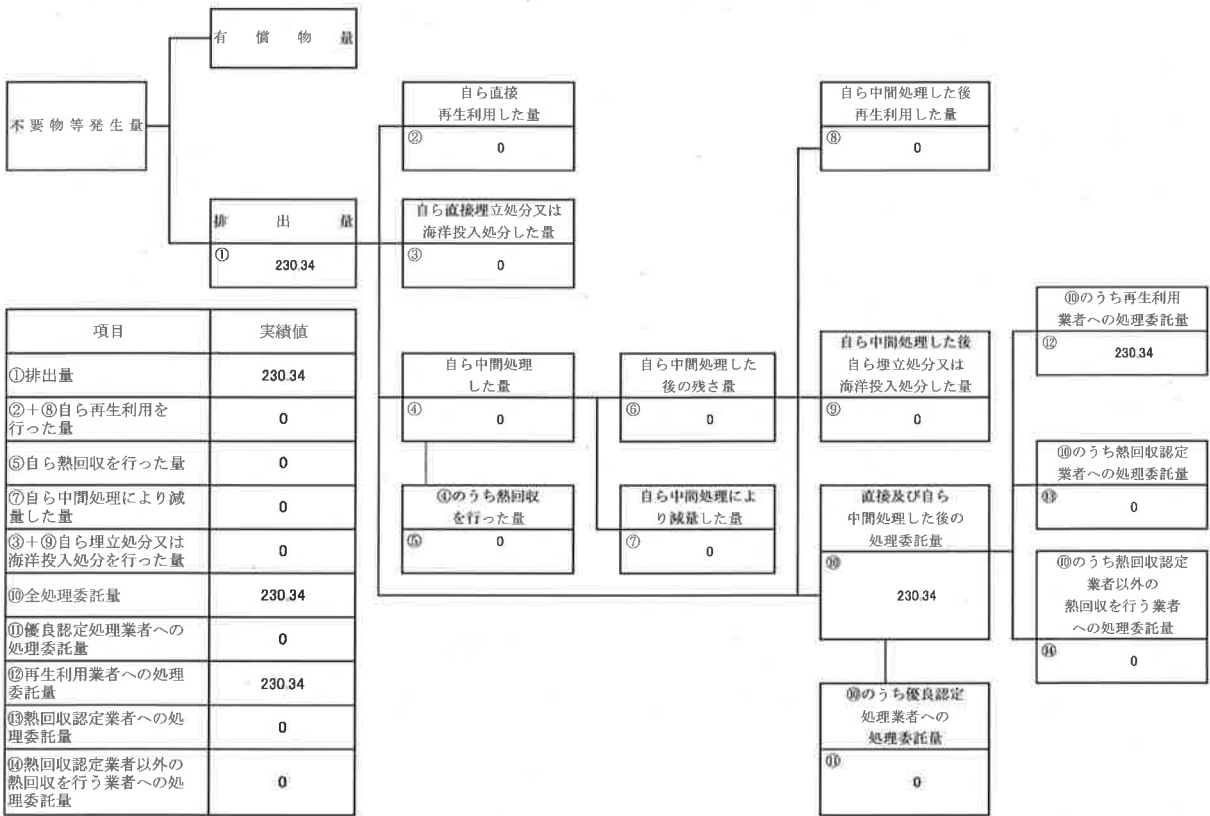 有償物量
不要物等発生量
排出量
① 230.34
自ら直接
再生利用した量
② 0
自ら直接埋立処分又は
海洋投入処分した量
③ 0
自ら中間処理した後
再生利用した量
⑧ 0
自ら中間処理
した量
④ 0
④のうち熱回収
を行った量
⑤ 0
自ら中間処理した
後の残さ量
⑥ 0
自ら中間処理によ
り減量した量
⑦ 0
自ら中間処理した後
自ら埋立処分又は
海洋投入処分した量
⑨ 0
直接及び自ら
中間処理した後の
処理委託量
⑩
230.34
⑩のうち優良認定
処理業者への
処理委託量
⑪ 0
⑩のうち再生利用
業者への処理委託量
⑫ 230.34
⑩のうち熱回収認定
業者への処理委託量
⑬ 0
⑩のうち熱回収認定
業者以外の
熱回収を行う業者
への処理委託量
⑭ 0
項目 実績値
①排出量 230.34
②+⑧自ら再生利用を
行った量 0
⑤自ら熱回収を行った量 0
⑦自ら中間処理により減
量した量 0
③+⑨自ら埋立処分又は
海洋投入処分を行った量 0
⑩全処理委託量 230.34
⑪優良認定処理業者への
処理委託量 0
⑫再生利用業者への処理
委託量 230.34
⑬熱回収認定業者への処
理委託量 0
⑭熱回収認定業者以外の
熱回収を行う業者への処
理委託量 0